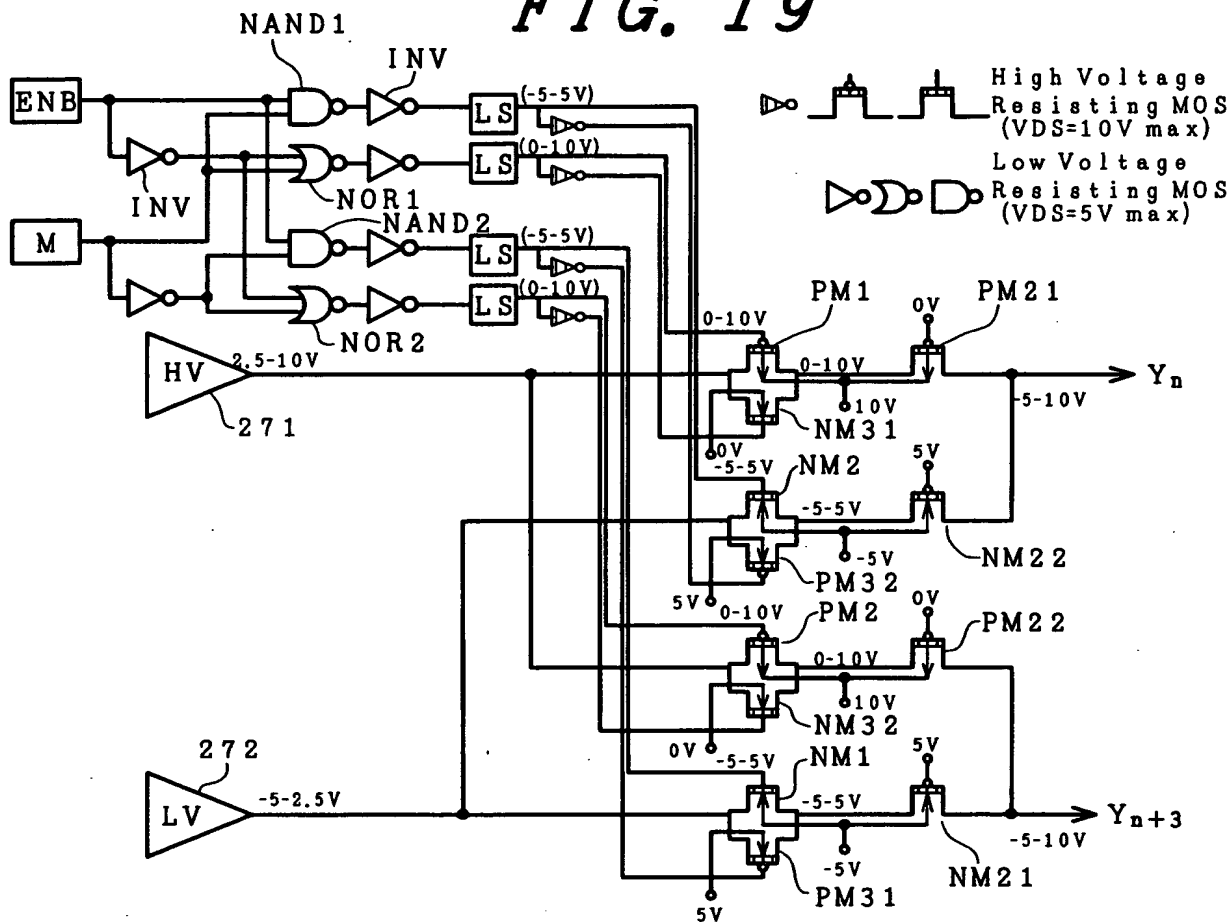 FIG. 19
NAND1
INV
ENB
LS
(-5-5V)
High Voltage
Resisting MOS
(VDS=10V max)
LS
(0-10V)
INV
NOR1
Low Voltage
Resisting MOS
(VDS=5V max)
NAND2
M
LS
(-5-5V)
LS
(0-10V)
NOR2
PM1
PM21
0V
0-10V
HV
2.5-10V
0-10V
Yn
-5-10V
10V
271
NM31
0V
-5-5V
NM2
5V
-5-5V
-5V
NM22
PM32
5V
0-10V
PM2
0V
PM22
0-10V
10V
NM32
0V
272
-5-5V
NM1
5V
LV
-5-2.5V
-5-5V
Yn+3
-5-10V
-5V
NM21
PM31
5V